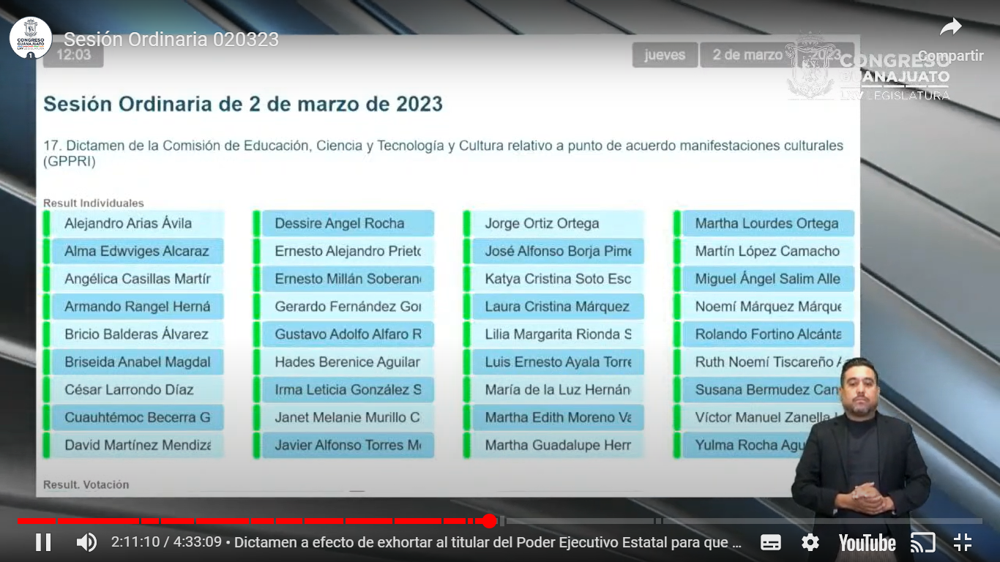 Sesión Ordinaria 020323
CONGRESO
GUANAJUATO
LXV LEGISLATURA
Compartir
12:03
jueves
2 de marzo
2023
CONGRESO
GUANAJUATO
LXV LEGISLATURA
Sesión Ordinaria de 2 de marzo de 2023
17. Dictamen de la Comisión de Educación, Ciencia y Tecnología y Cultura relativo a punto de acuerdo manifestaciones culturales
(GPPRI)
Result Individuales
Alejandro Arias Ávila
Alma Edwviges Alcaraz
Angélica Casillas Martír
Armando Rangel Herná
Bricio Balderas Álvarez
Briseida Anabel Magdal
César Larrondo Díaz
Cuauhtémoc Becerra G
David Martínez Mendizá
Dessire Angel Rocha
Ernesto Alejandro Prieto
Ernesto Millán Soberan
Gerardo Fernández Gor
Gustavo Adolfo Alfaro R
Hades Berenice Aguilar
Irma Leticia González S
Janet Melanie Murillo C
Javier Alfonso Torres M
Jorge Ortiz Ortega
José Alfonso Borja Pime
Katya Cristina Soto Esc
Laura Cristina Márquez
Lilia Margarita Rionda S
Luis Ernesto Ayala Torre
María de la Luz Hernán
Martha Edith Moreno Va
Martha Guadalupe Herr
Martha Lourdes Ortega
Martín López Camacho
Miguel Ángel Salim Alle
Noemí Márquez Márque
Rolando Fortino Alcánta
Ruth Noemí Tiscareño
Susana Bermudez Can
Víctor Manuel Zanella
Yulma Rocha Agu
Result. Votación
2:11:10 / 4:33:09 • Dictamen a efecto de exhortar al titular del Poder Ejecutivo Estatal para que ...
YouTube